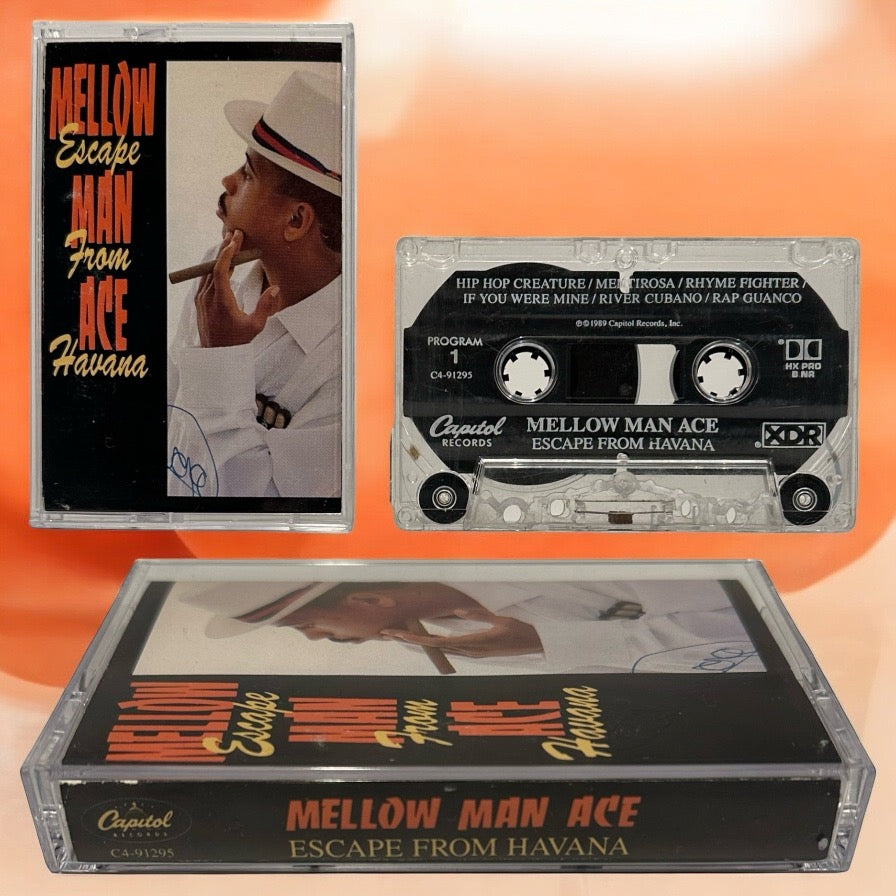 MELLOW
Escape
MAN
From
ACE
Havana
HIP HOP CREATURE / MENTIROSA / RHYME FIGHTER /
IF YOU WERE MINE / RIVER CUBANO / RAP GUANCO
℗©1989 Capitol Records, Inc.
PROGRAM
1
C4-91295
HX PRO
B NR
Capitol
RECORDS
MELLOW MAN ACE
ESCAPE FROM HAVANA
XDR
MELLOW
Escape
MAN
From
ACE
Havana
Capitol
RECORDS
C4-91295
MELLOW MAN ACE
ESCAPE FROM HAVANA